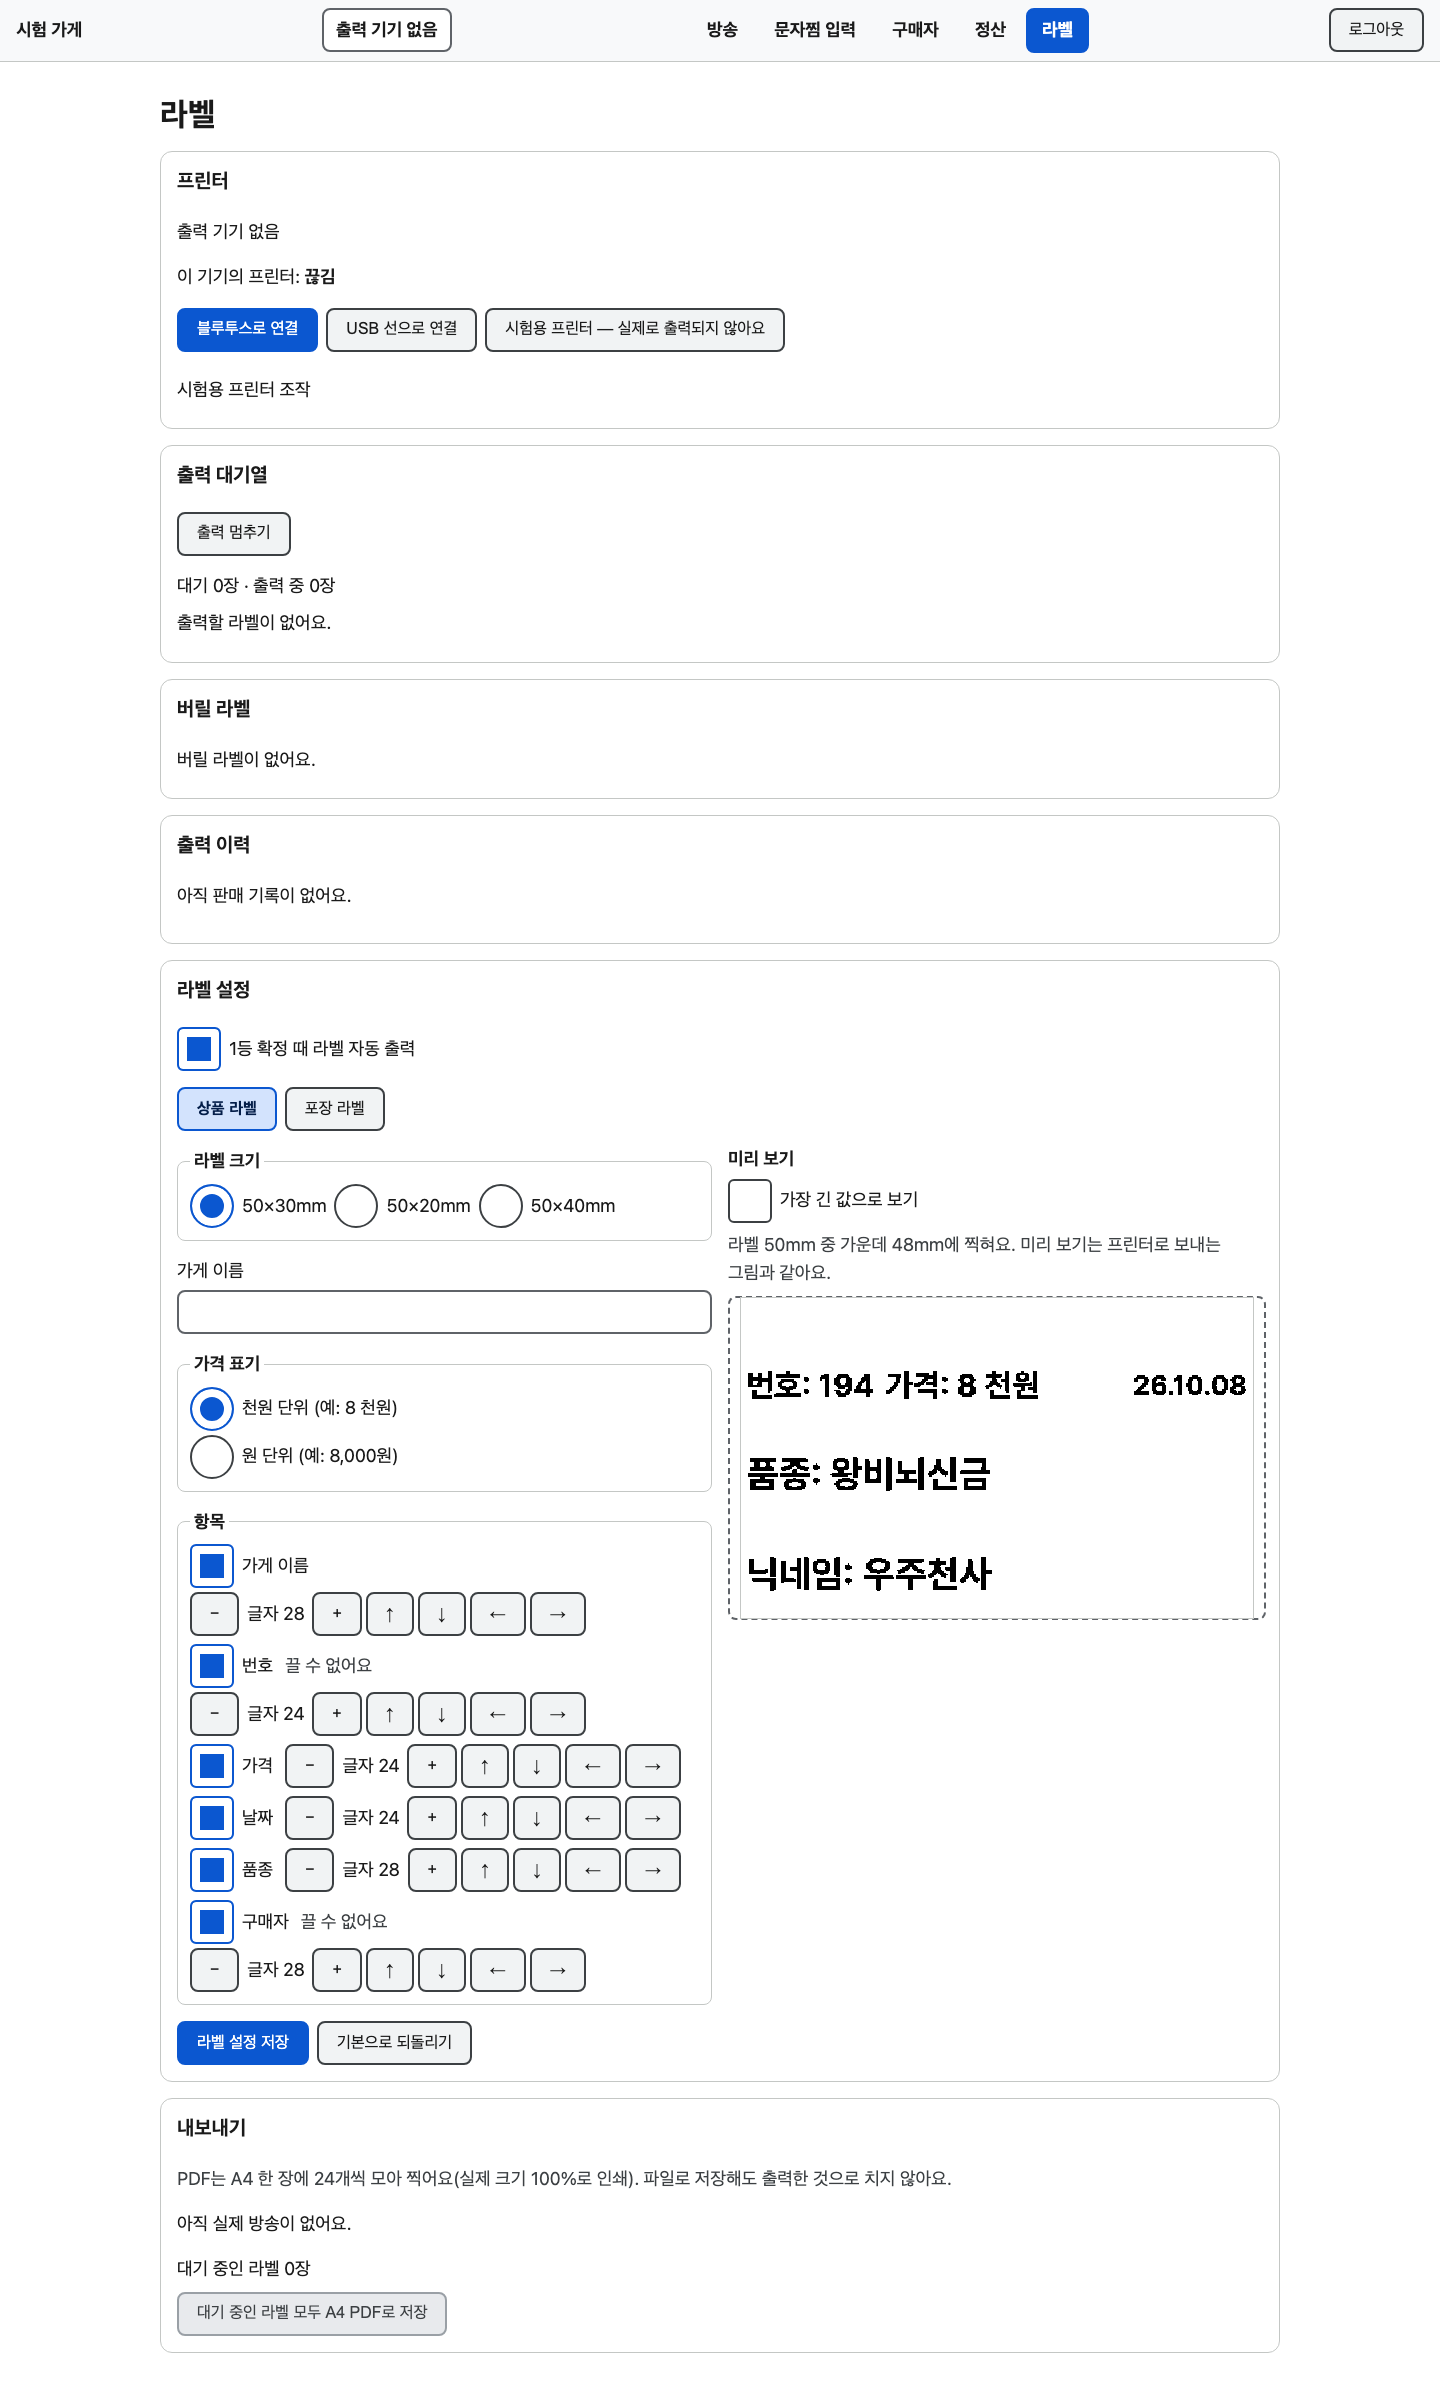 시험 가게
출력 기기 없음
방송
문자찜 입력
구매자
정산
라벨
로그아웃
라벨
프린터
출력 기기 없음
이 기기의 프린터: 끊김
블루투스로 연결
USB 선으로 연결
시험용 프린터 — 실제로 출력되지 않아요
시험용 프린터 조작
출력 대기열
출력 멈추기
대기 0장 · 출력 중 0장
출력할 라벨이 없어요.
버릴 라벨
버릴 라벨이 없어요.
출력 이력
아직 판매 기록이 없어요.
라벨 설정
1등 확정 때 라벨 자동 출력
상품 라벨
포장 라벨
라벨 크기
50×30mm 50×20mm 50×40mm
가게 이름
가격 표기
천원 단위 (예: 8 천원)
원 단위 (예: 8,000원)
항목
가게 이름
− 글자 28 + ↑ ↓ ← →
번호 끌 수 없어요
− 글자 24 + ↑ ↓ ← →
가격 − 글자 24 + ↑ ↓ ← →
날짜 − 글자 24 + ↑ ↓ ← →
품종 − 글자 28 + ↑ ↓ ← →
구매자 끌 수 없어요
− 글자 28 + ↑ ↓ ← →
라벨 설정 저장
기본으로 되돌리기
미리 보기
가장 긴 값으로 보기
라벨 50mm 중 가운데 48mm에 찍혀요. 미리 보기는 프린터로 보내는
그림과 같아요.
번호: 194 가격: 8 천원 26.10.08
품종: 왕비뇌신금
닉네임: 우주천사
내보내기
PDF는 A4 한 장에 24개씩 모아 찍어요(실제 크기 100%로 인쇄). 파일로 저장해도 출력한 것으로 치지 않아요.
아직 실제 방송이 없어요.
대기 중인 라벨 0장
대기 중인 라벨 모두 A4 PDF로 저장